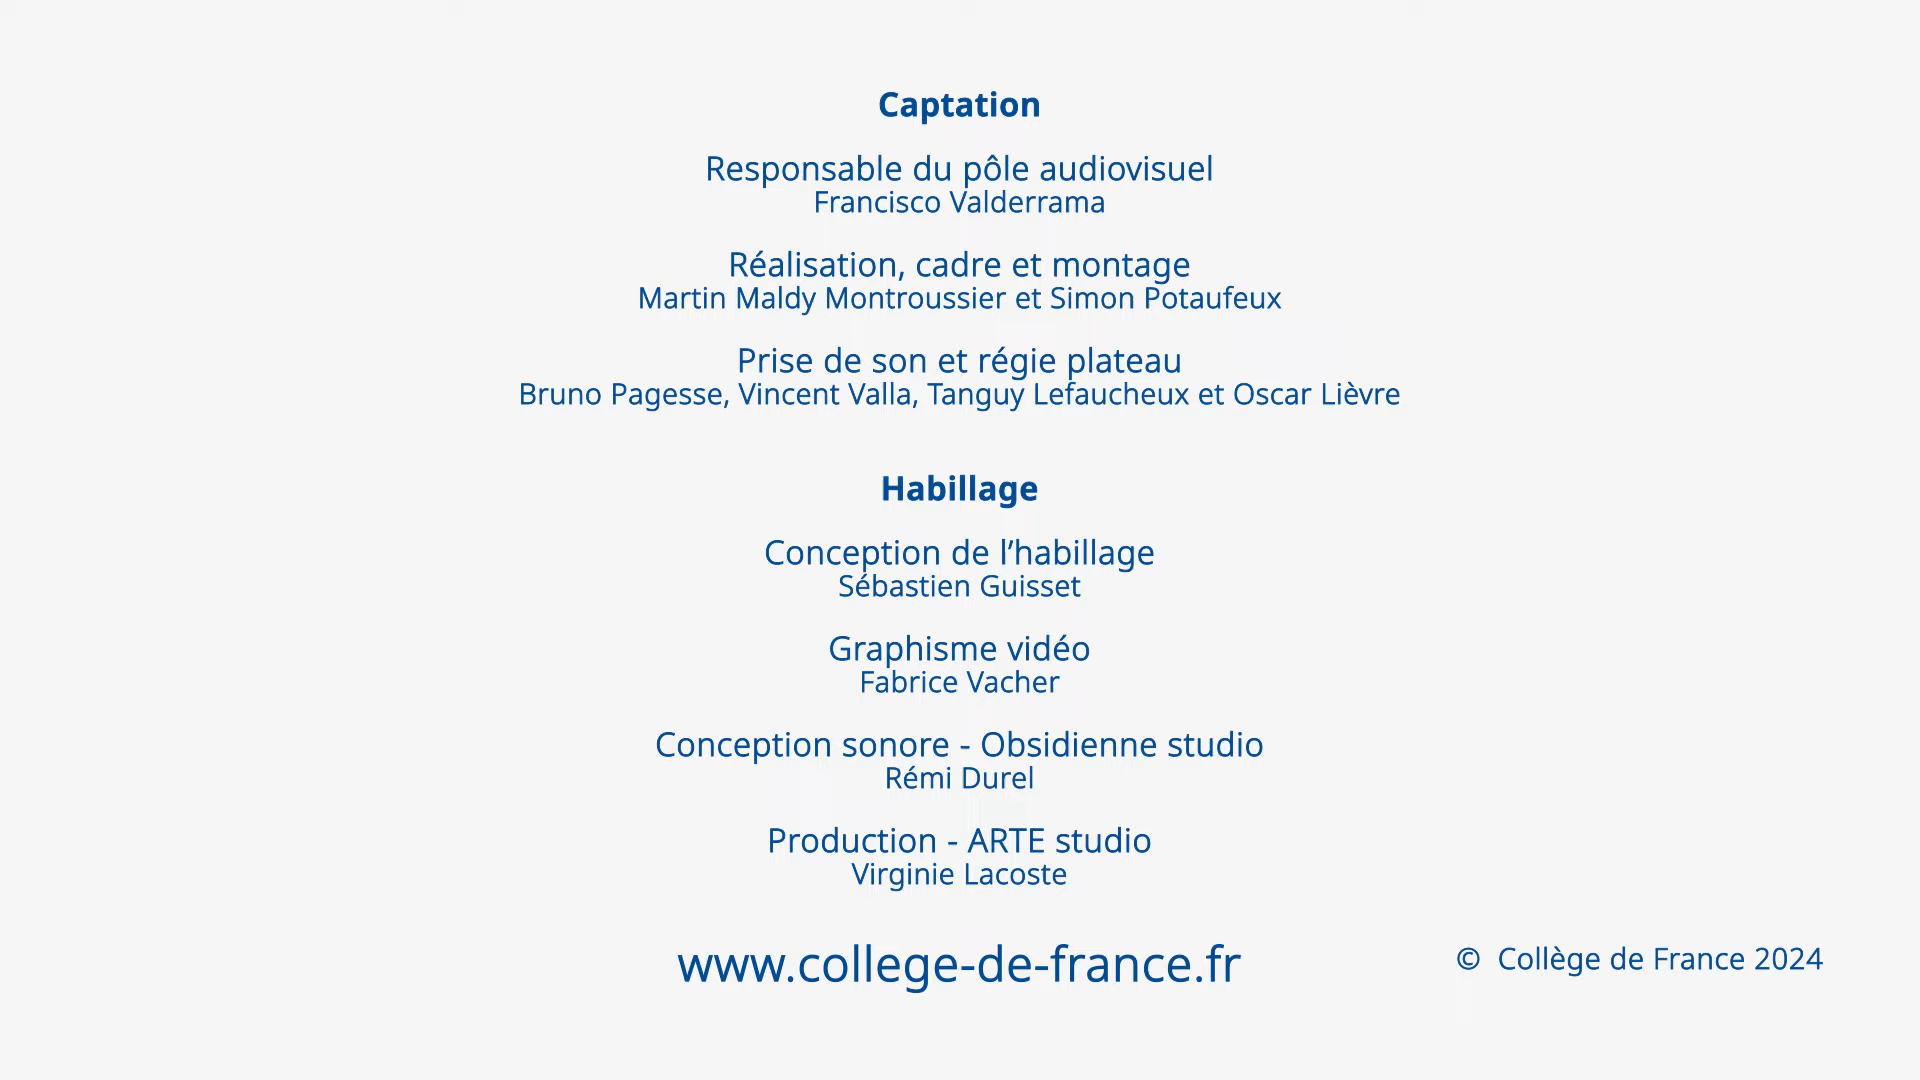 Captation
Responsable du pôle audiovisuel
Francisco Valderrama
Réalisation, cadre et montage
Martin Maldy Montroussier et Simon Potaufeux
Prise de son et régie plateau
Bruno Pagesse, Vincent Valla, Tanguy Lefaucheux et Oscar Lièvre
Habillage
Conception de l’habillage
Sébastien Guisset
Graphisme vidéo
Fabrice Vacher
Conception sonore - Obsidienne studio
Rémi Durel
Production - ARTE studio
Virginie Lacoste
www.college-de-france.fr
© Collège de France 2024